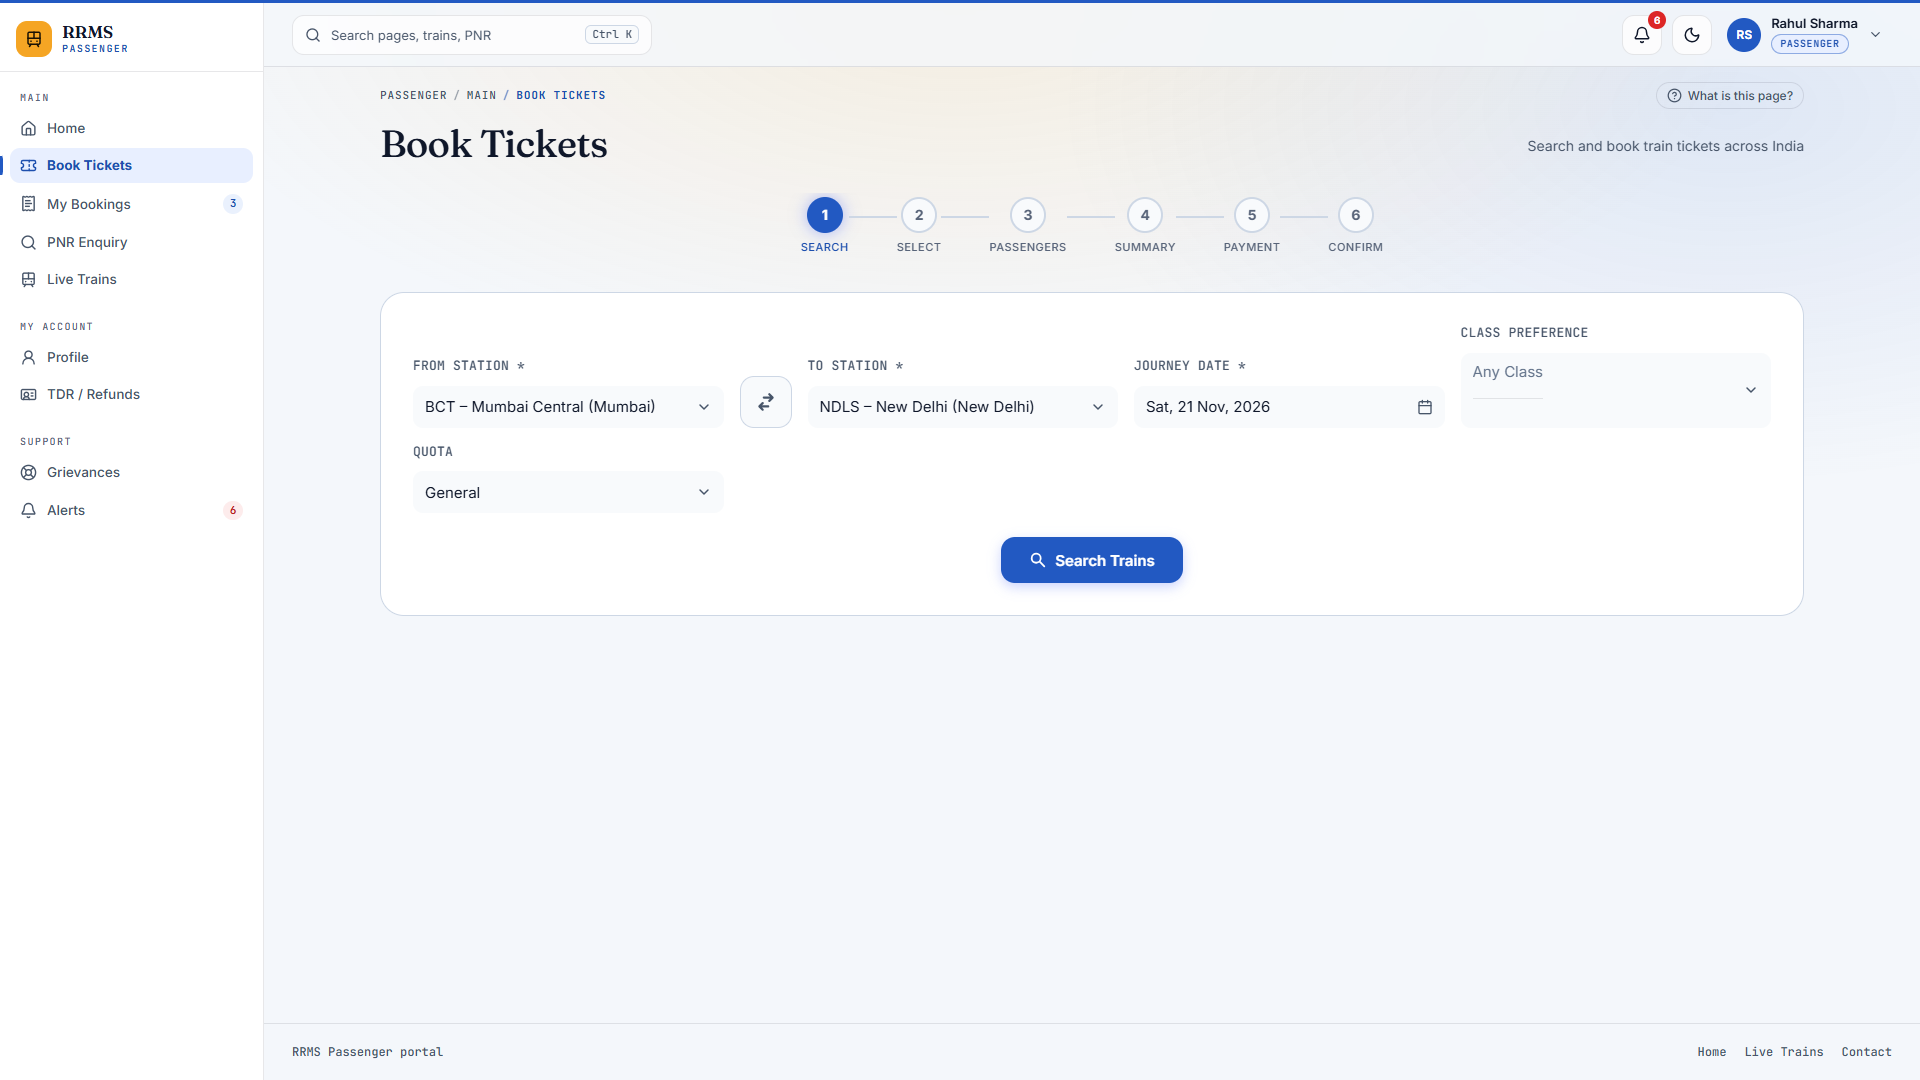 RRMS
PASSENGER
MAIN
Home
Book Tickets
My Bookings 3
PNR Enquiry
Live Trains
MY ACCOUNT
Profile
TDR / Refunds
SUPPORT
Grievances
Alerts 6
Search pages, trains, PNR Ctrl K
6
RS
Rahul Sharma
PASSENGER
PASSENGER / MAIN / BOOK TICKETS
What is this page?
Book Tickets
Search and book train tickets across India
1 2 3 4 5 6
SEARCH SELECT PASSENGERS SUMMARY PAYMENT CONFIRM
FROM STATION *
BCT – Mumbai Central (Mumbai)
TO STATION *
NDLS – New Delhi (New Delhi)
JOURNEY DATE *
Sat, 21 Nov, 2026
CLASS PREFERENCE
Any Class
QUOTA
General
Search Trains
RRMS Passenger portal
Home Live Trains Contact